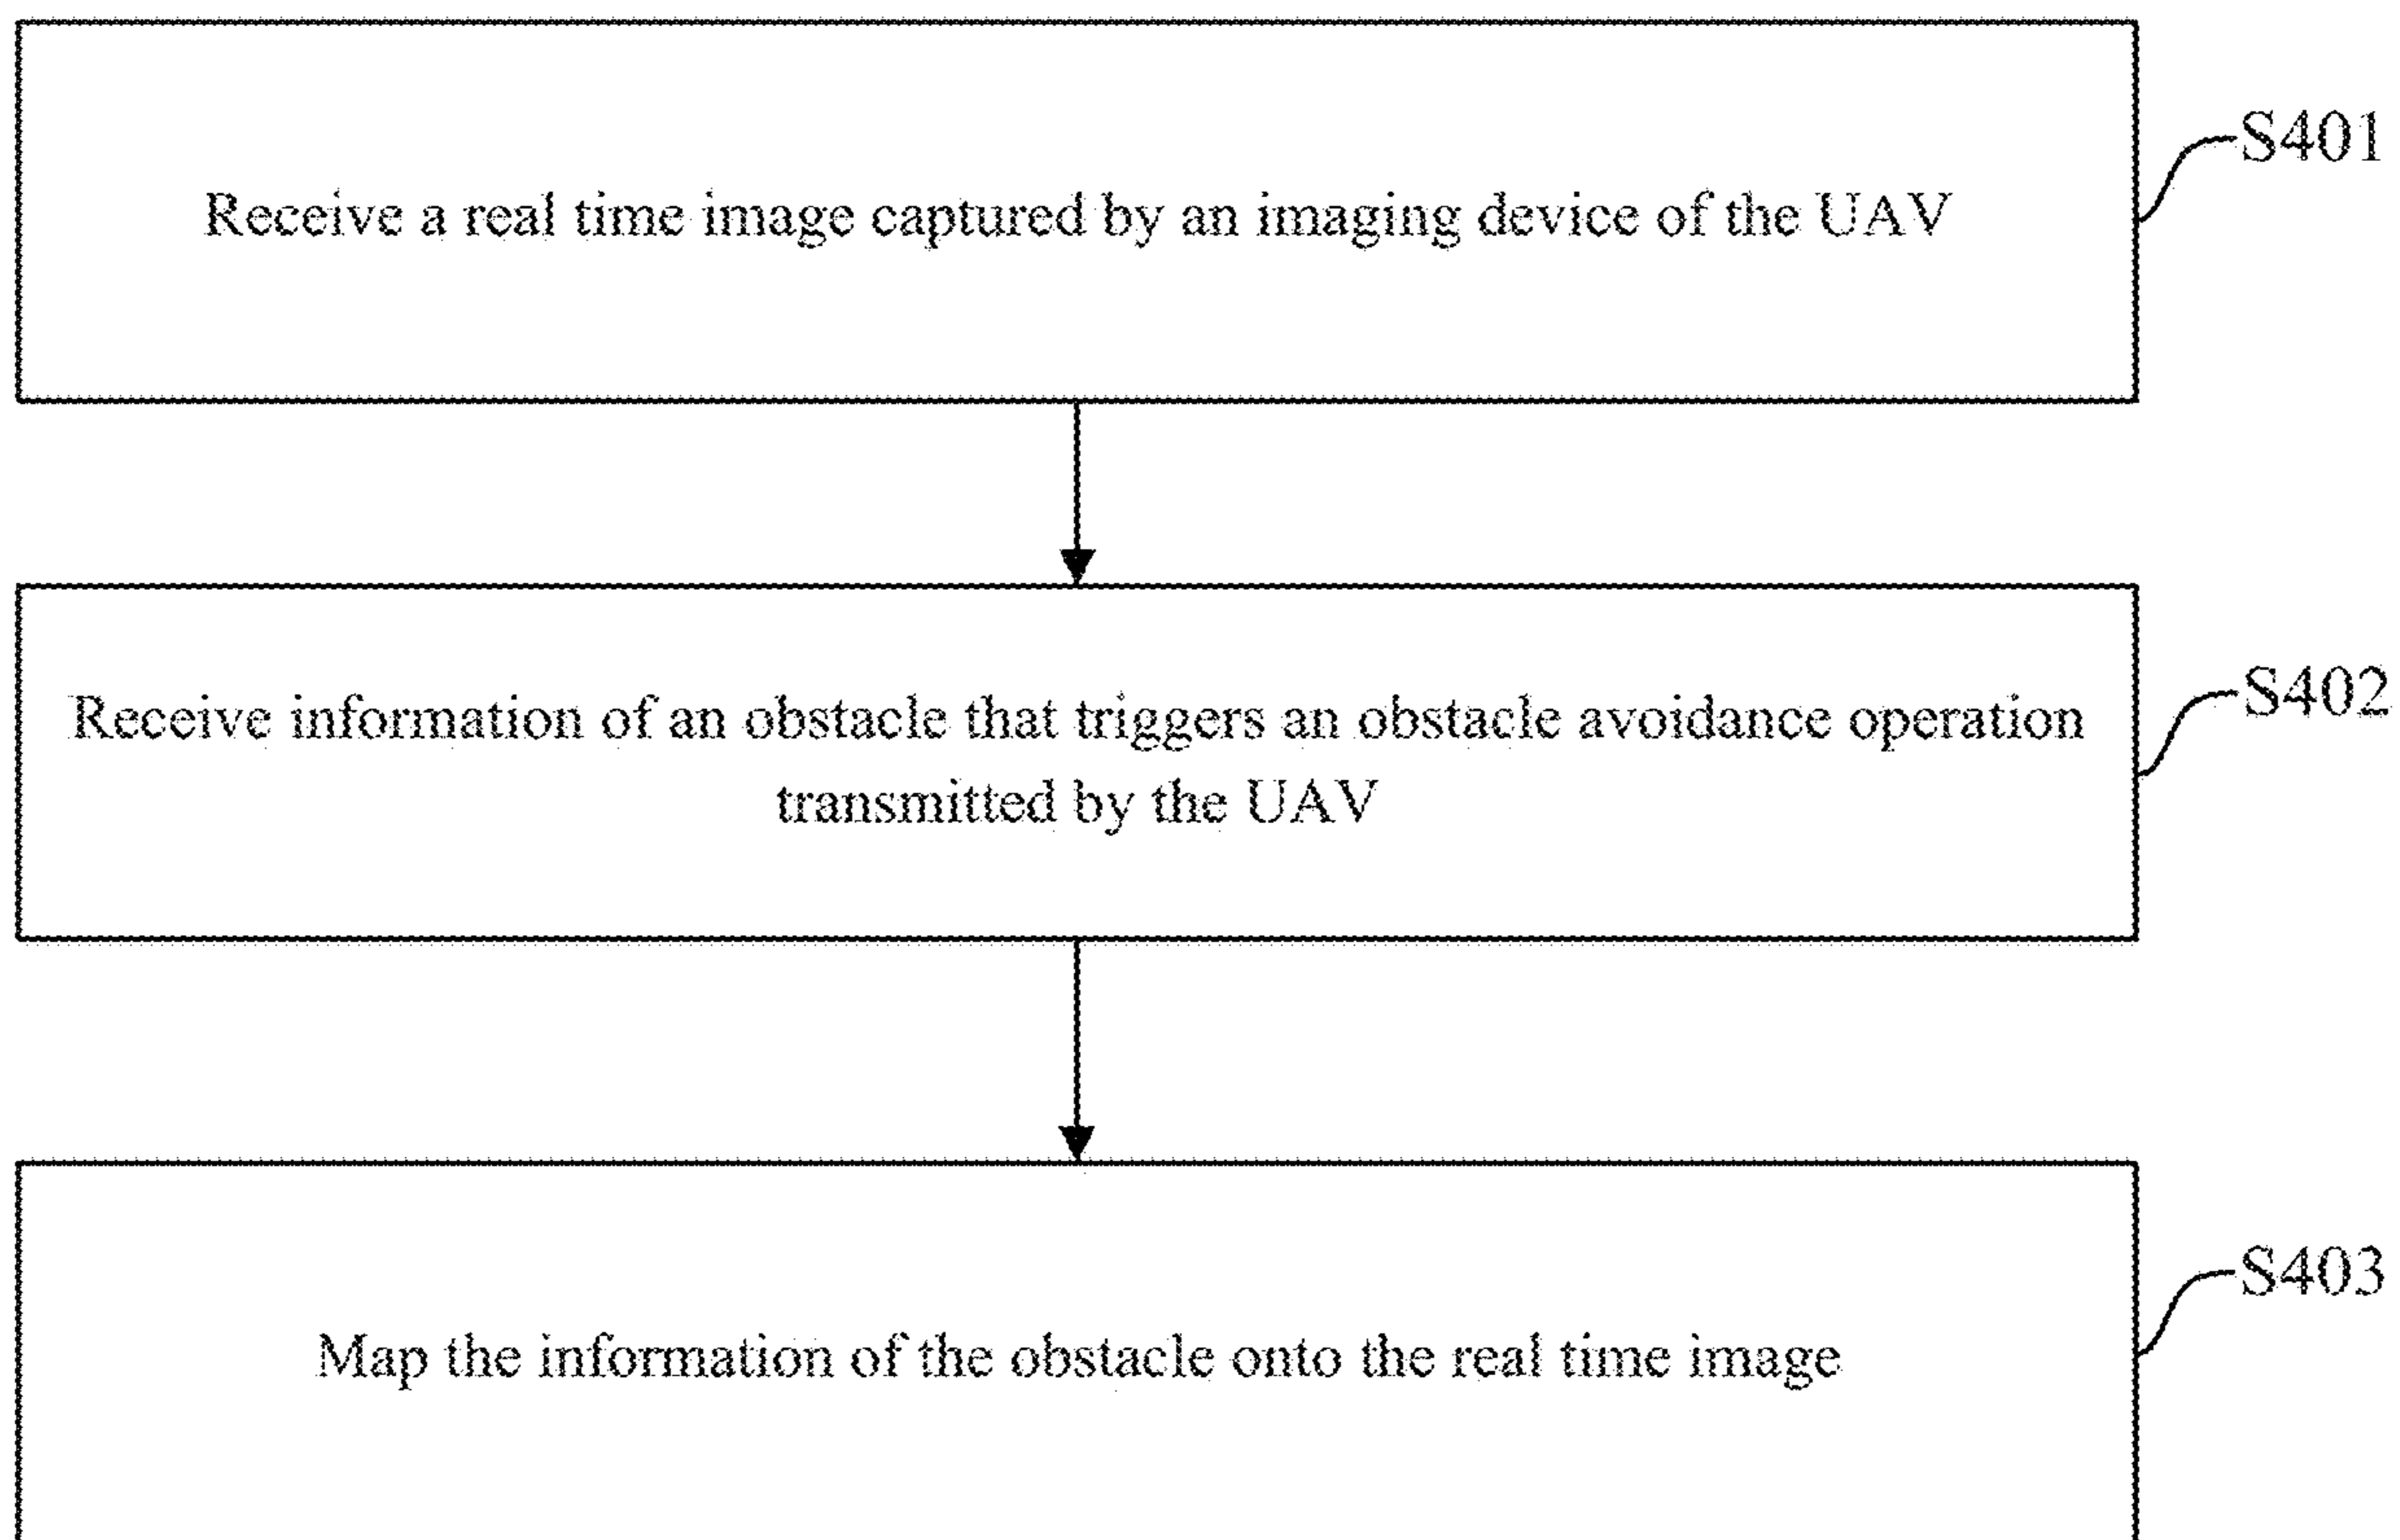 S401
Receive a real time image captured by an imaging device of the UAV
S402
Receive information of an obstacle that triggers an obstacle avoidance operation
transmitted by the UAV
S403
Map the information of the obstacle onto the real time image